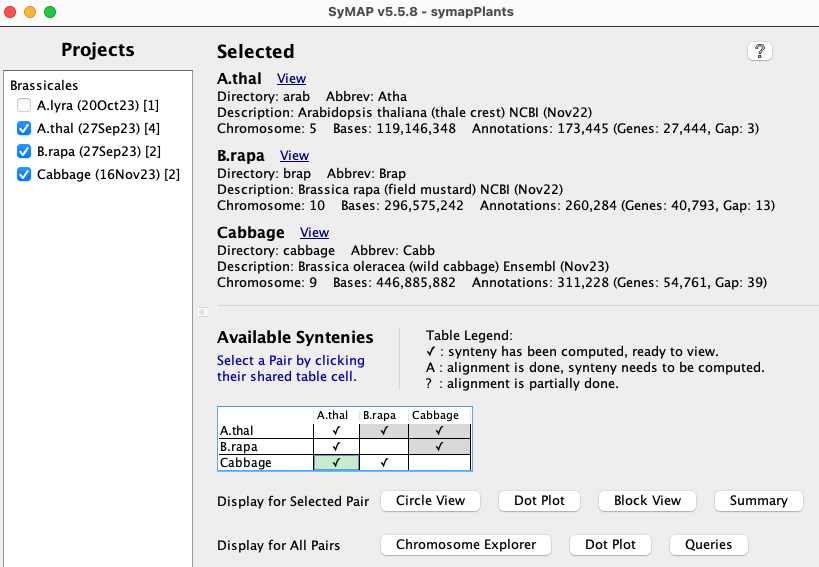 SyMAP v5.5.8 - symapPlants
Projects
Brassicales
A.lyra (20Oct23) [1]
A.thal (27Sep23) [4]
B.rapa (27Sep23) [2]
Cabbage (16Nov23) [2]
Selected
?
A.thal View
Directory: arab Abbrev: Atha
Description: Arabidopsis thaliana (thale crest) NCBI (Nov22)
Chromosome: 5 Bases: 119,146,348 Annotations: 173,445 (Genes: 27,444, Gap: 3)
B.rapa View
Directory: brap Abbrev: Brap
Description: Brassica rapa (field mustard) NCBI (Nov22)
Chromosome: 10 Bases: 296,575,242 Annotations: 260,284 (Genes: 40,793, Gap: 13)
Cabbage View
Directory: cabbage Abbrev: Cabb
Description: Brassica oleracea (wild cabbage) Ensembl (Nov23)
Chromosome: 9 Bases: 446,885,882 Annotations: 311,228 (Genes: 54,761, Gap: 39)
Available Syntenies
Select a Pair by clicking
their shared table cell.
Table Legend:
✓ : synteny has been computed, ready to view.
A : alignment is done, synteny needs to be computed.
? : alignment is partially done.
A.thal B.rapa Cabbage
A.thal ✓ ✓ ✓
B.rapa ✓ ✓
Cabbage ✓ ✓
Display for Selected Pair Circle View Dot Plot Block View Summary
Display for All Pairs Chromosome Explorer Dot Plot Queries